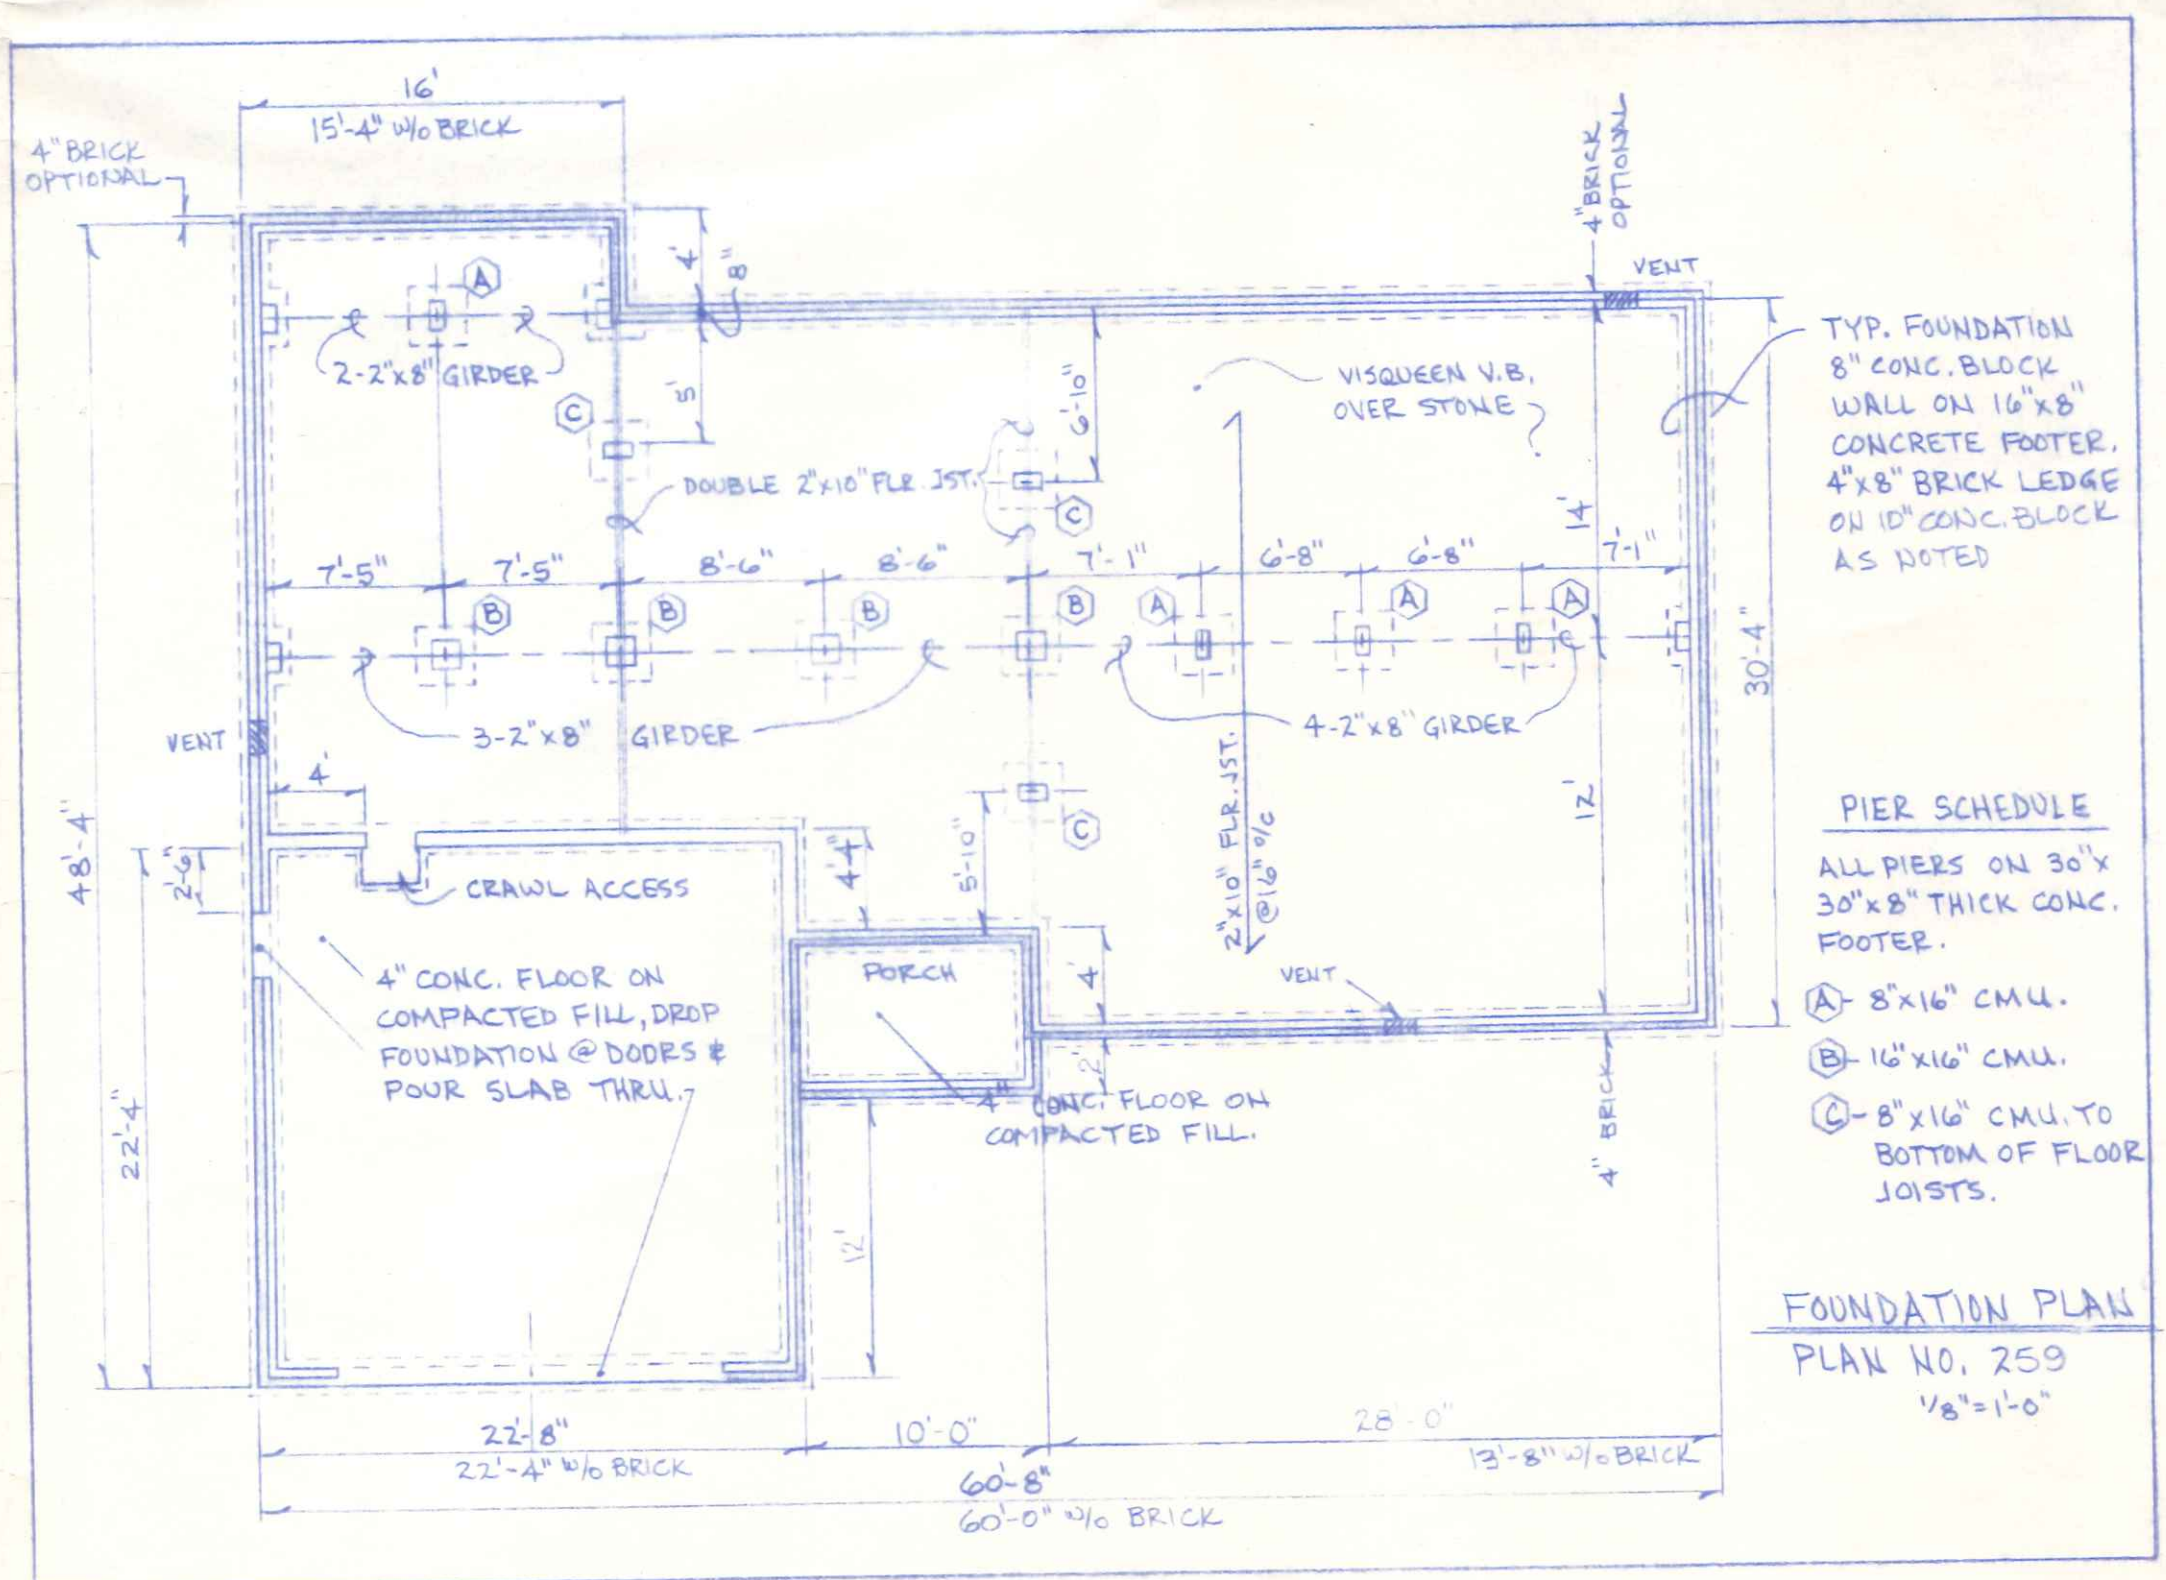 16'
15'-4" W/O BRICK
4" BRICK
OPTIONAL
4" BRICK
OPTIONAL
4'
8"
VENT
A
2-2"x8" GIRDER
C
5'
6'-10"
VISQUEEN V.B.
OVER STONE
TYP. FOUNDATION
8" CONC. BLOCK
WALL ON 16"x8"
CONCRETE FOOTER.
4"x8" BRICK LEDGE
ON 10" CONC. BLOCK
AS NOTED
DOUBLE 2"x10" FLR. JST.
C
14'
7'-5"
7'-5"
8'-6"
8'-6"
7'-1"
6'-8"
6'-8"
7'-1"
B
B
B
B
A
A
A
30'-4"
VENT
3-2"x8" GIRDER
4-2"x8" GIRDER
2"x10" FLR. JST.
@ 16" O/C
4'
12'
48'-4"
2'-6"
CRAWL ACCESS
4'-4"
5'-10"
C
PIER SCHEDULE
ALL PIERS ON 30"x
30"x8" THICK CONC.
FOOTER.
A - 8"x16" CMU.
B - 16"x16" CMU.
C - 8"x16" CMU. TO
BOTTOM OF FLOOR
JOISTS.
4" CONC. FLOOR ON
COMPACTED FILL, DROP
FOUNDATION @ DOORS &
POUR SLAB THRU.
PORCH
4'
VENT
2'
4" CONC. FLOOR ON
COMPACTED FILL.
4" BRICK
22'-4"
12'
FOUNDATION PLAN
PLAN NO. 259
1/8"=1'-0"
22'-8"
22'-4" W/O BRICK
10'-0"
28'-0"
13'-8" W/O BRICK
60'-8"
60'-0" W/O BRICK